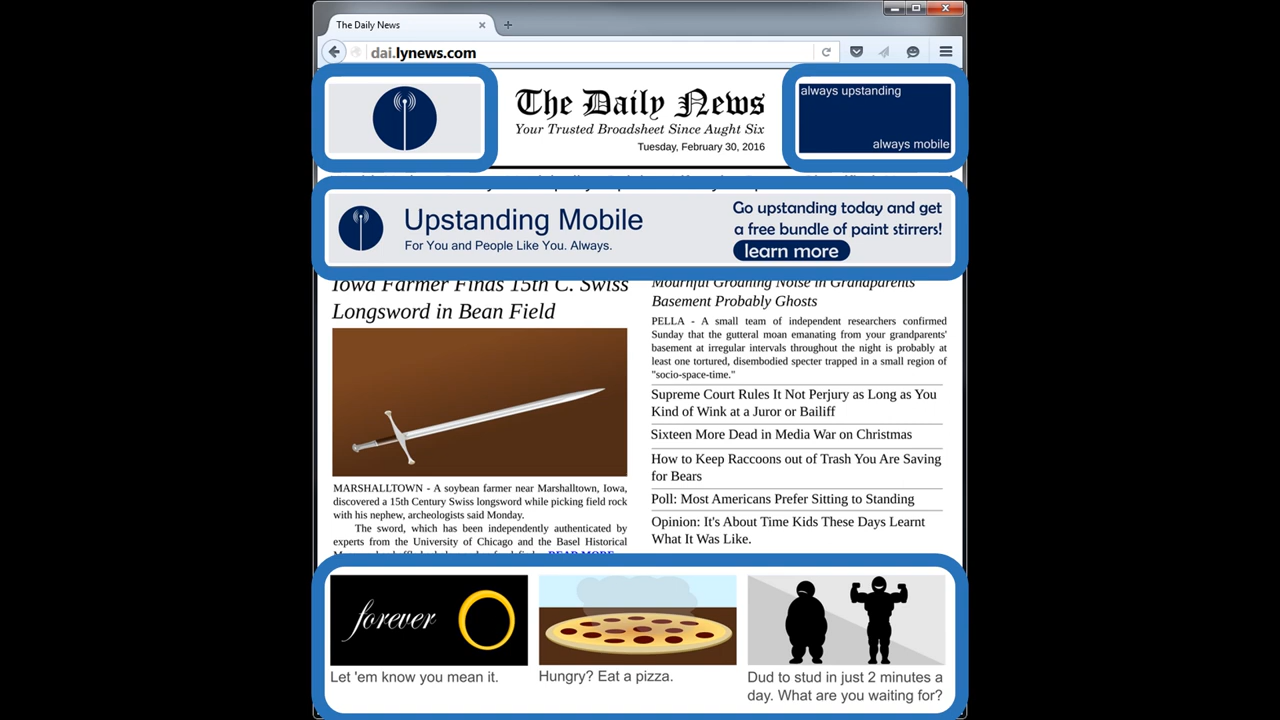 The Daily News
dai.lynews.com
always upstanding
always mobile
The Daily News
Your Trusted Broadsheet Since Aught Six
Tuesday, February 30, 2016
Upstanding Mobile
For You and People Like You. Always.
Go upstanding today and get
a free bundle of paint stirrers!
learn more
Iowa Farmer Finds 15th C. Swiss
Longsword in Bean Field
MARSHALLTOWN - A soybean farmer near Marshalltown, Iowa,
discovered a 15th Century Swiss longsword while picking field rock
with his nephew, archeologists said Monday.
The sword, which has been independently authenticated by
experts from the University of Chicago and the Basel Historical
READ MORE
Mournful Groaning Noise in Grandparents'
Basement Probably Ghosts
PELLA - A small team of independent researchers confirmed
Sunday that the gutteral moan emanating from your grandparents'
basement at irregular intervals throughout the night is probably at
least one tortured, disembodied specter trapped in a small region of
"socio-space-time."
Supreme Court Rules It Not Perjury as Long as You
Kind of Wink at a Juror or Bailiff
Sixteen More Dead in Media War on Christmas
How to Keep Raccoons out of Trash You Are Saving
for Bears
Poll: Most Americans Prefer Sitting to Standing
Opinion: It's About Time Kids These Days Learnt
What It Was Like.
forever
Let 'em know you mean it.
Hungry? Eat a pizza.
Dud to stud in just 2 minutes a
day. What are you waiting for?